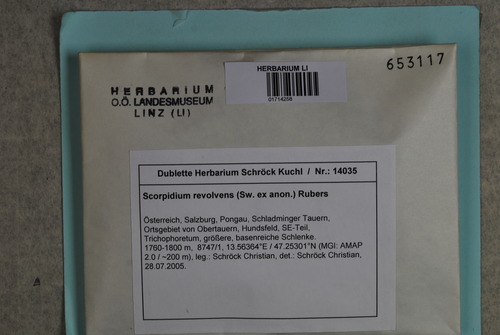 HERBARIUM
O.Ö. LANDESMUSEUM
LINZ (LI)
HERBARIUM LI
01714258
653117
Dublette Herbarium Schröck Kuchl / Nr.: 14035
Scorpidium revolvens (Sw. ex anon.) Rubers
Österreich, Salzburg, Pongau, Schladminger Tauern,
Ortsgebiet von Obertauern, Hundsfeld, SE-Teil,
Trichophoretum, größere, basenreiche Schlenke.
1760-1800 m, 8747/1, 13.56364°E / 47.25301°N (MGI: AMAP
2.0 / ~200 m), leg.: Schröck Christian, det.: Schröck Christian,
28.07.2005.